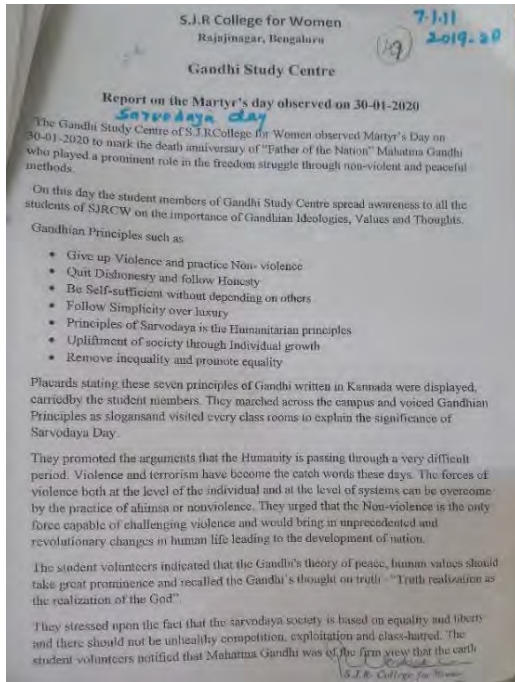 S.J.R College for Women
7.1.11
Rajajinagar, Bengaluru
2019-20
Gandhi Study Centre
Report on the Martyr's day observed on 30-01-2020
Sarvodaya day
The Gandhi Study Centre of S.J.RCollege for Women observed Martyr's Day on
30-01-2020 to mark the death anniversary of "Father of the Nation" Mahatma Gandhi
who played a prominent role in the freedom struggle through non-violent and peaceful
methods.
On this day the student members of Gandhi Study Centre spread awareness to all the
students of SJRCW on the importance of Gandhian Ideologies, Values and Thoughts.
Gandhian Principles such as
• Give up Violence and practice Non- violence
• Quit Dishonesty and follow Honesty
• Be Self-sufficient without depending on others
• Follow Simplicity over luxury
• Principles of Sarvodaya is the Humanitarian principles
• Upliftment of society through Individual growth
• Remove inequality and promote equality
Placards stating these seven principles of Gandhi written in Kannada were displayed,
carriedby the student members. They marched across the campus and voiced Gandhian
Principles as slogansand visited every class rooms to explain the significance of
Sarvodaya Day.
They promoted the arguments that the Humanity is passing through a very difficult
period. Violence and terrorism have become the catch words these days. The forces of
violence both at the level of the individual and at the level of systems can be overcome
by the practice of ahimsa or nonviolence. They urged that the Non-violence is the only
force capable of challenging violence and would bring in unprecedented and
revolutionary changes in human life leading to the development of nation.
The student volunteers indicated that the Gandhi's theory of peace, human values should
take great prominence and recalled the Gandhi's thought on truth - "Truth realization as
the realization of the God".
They stressed upon the fact that the sarvodaya society is based on equality and liberty
and there should not be unhealthy competition, exploitation and class-hatred. The
student volunteers notified that Mahatma Gandhi was of the firm view that the earth
S.J.R. College for Women